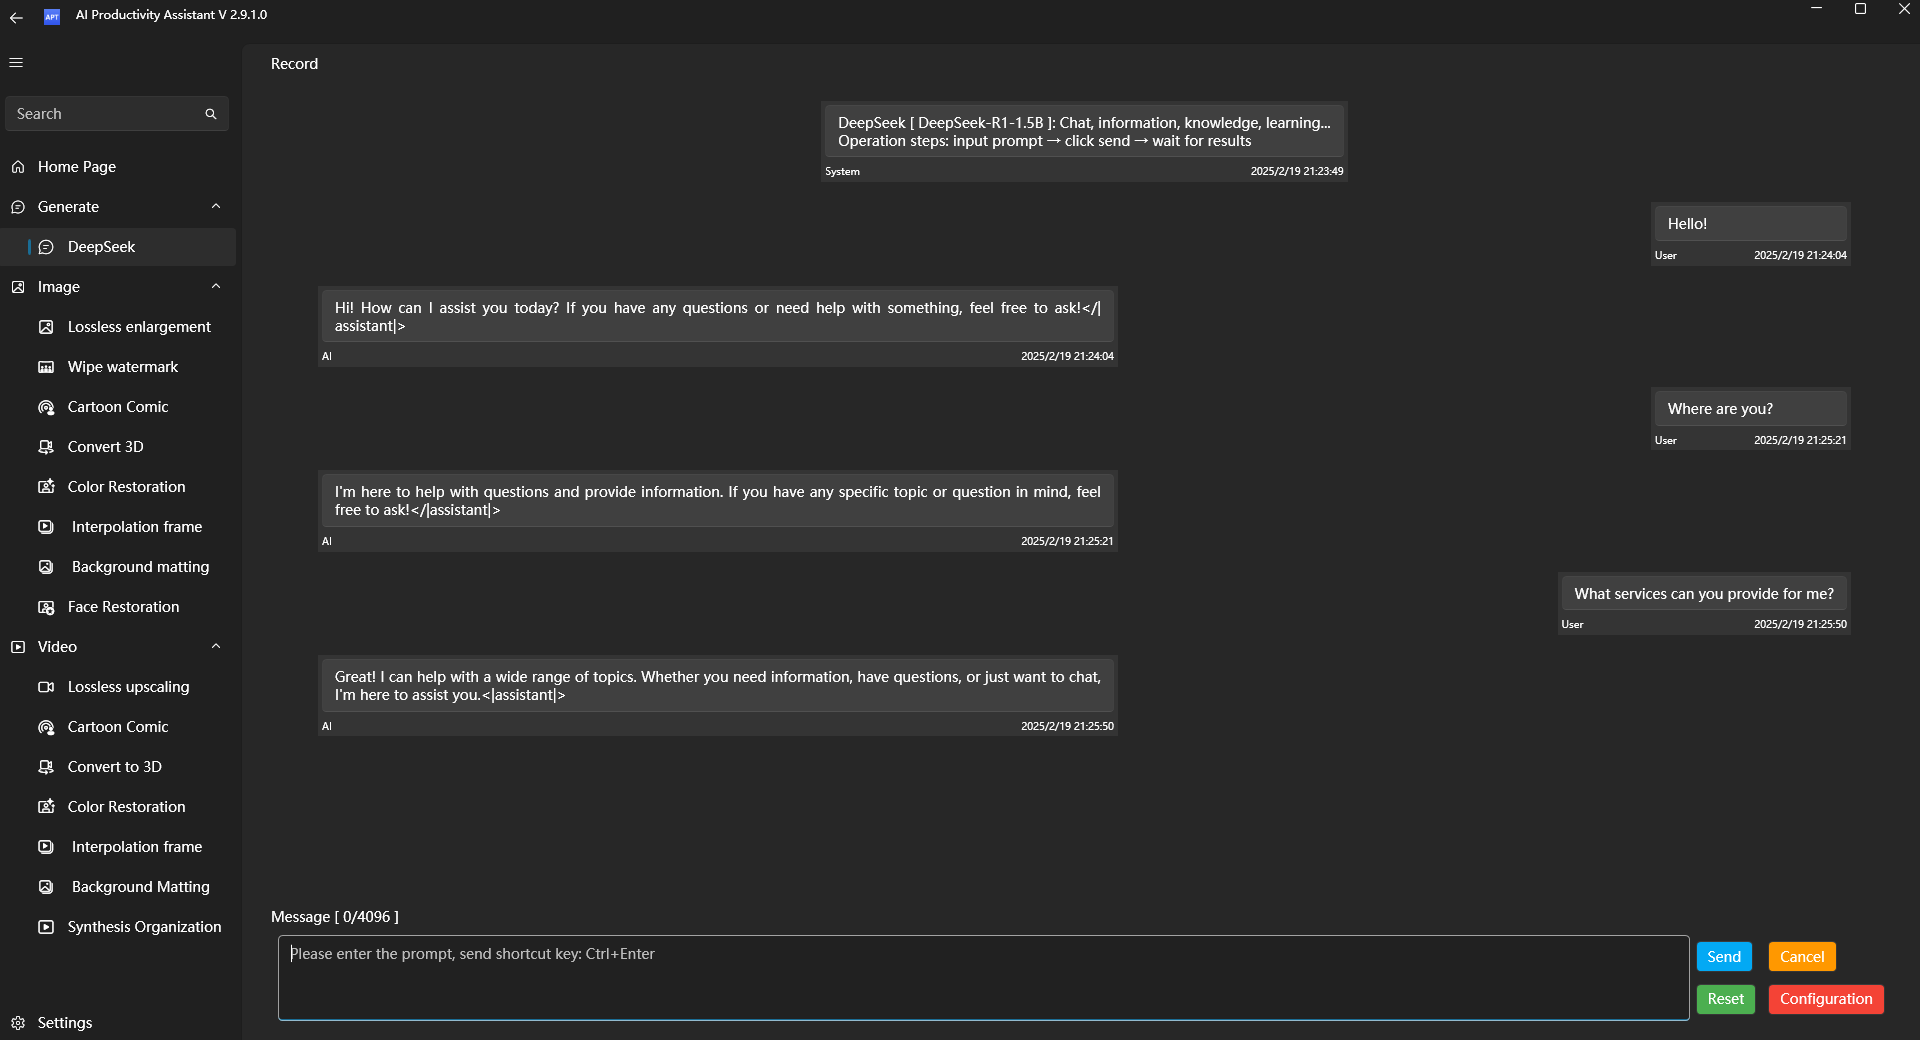 APT
AI Productivity Assistant V 2.9.1.0
Search
Home Page
Generate
DeepSeek
Image
Lossless enlargement
Wipe watermark
Cartoon Comic
Convert 3D
Color Restoration
Interpolation frame
Background matting
Face Restoration
Video
Lossless upscaling
Cartoon Comic
Convert to 3D
Color Restoration
Interpolation frame
Background Matting
Synthesis Organization
Settings
Record
DeepSeek [ DeepSeek-R1-1.5B ]: Chat, information, knowledge, learning...
Operation steps: input prompt → click send → wait for results
System 2025/2/19 21:23:49
Hello!
User 2025/2/19 21:24:04
Hi! How can I assist you today? If you have any questions or need help with something, feel free to ask!</|
assistant|>
AI 2025/2/19 21:24:04
Where are you?
User 2025/2/19 21:25:21
I'm here to help with questions and provide information. If you have any specific topic or question in mind, feel
free to ask!</|assistant|>
AI 2025/2/19 21:25:21
What services can you provide for me?
User 2025/2/19 21:25:50
Great! I can help with a wide range of topics. Whether you need information, have questions, or just want to chat,
I'm here to assist you.<|assistant|>
AI 2025/2/19 21:25:50
Message [ 0/4096 ]
Please enter the prompt, send shortcut key: Ctrl+Enter
Send Cancel
Reset Configuration